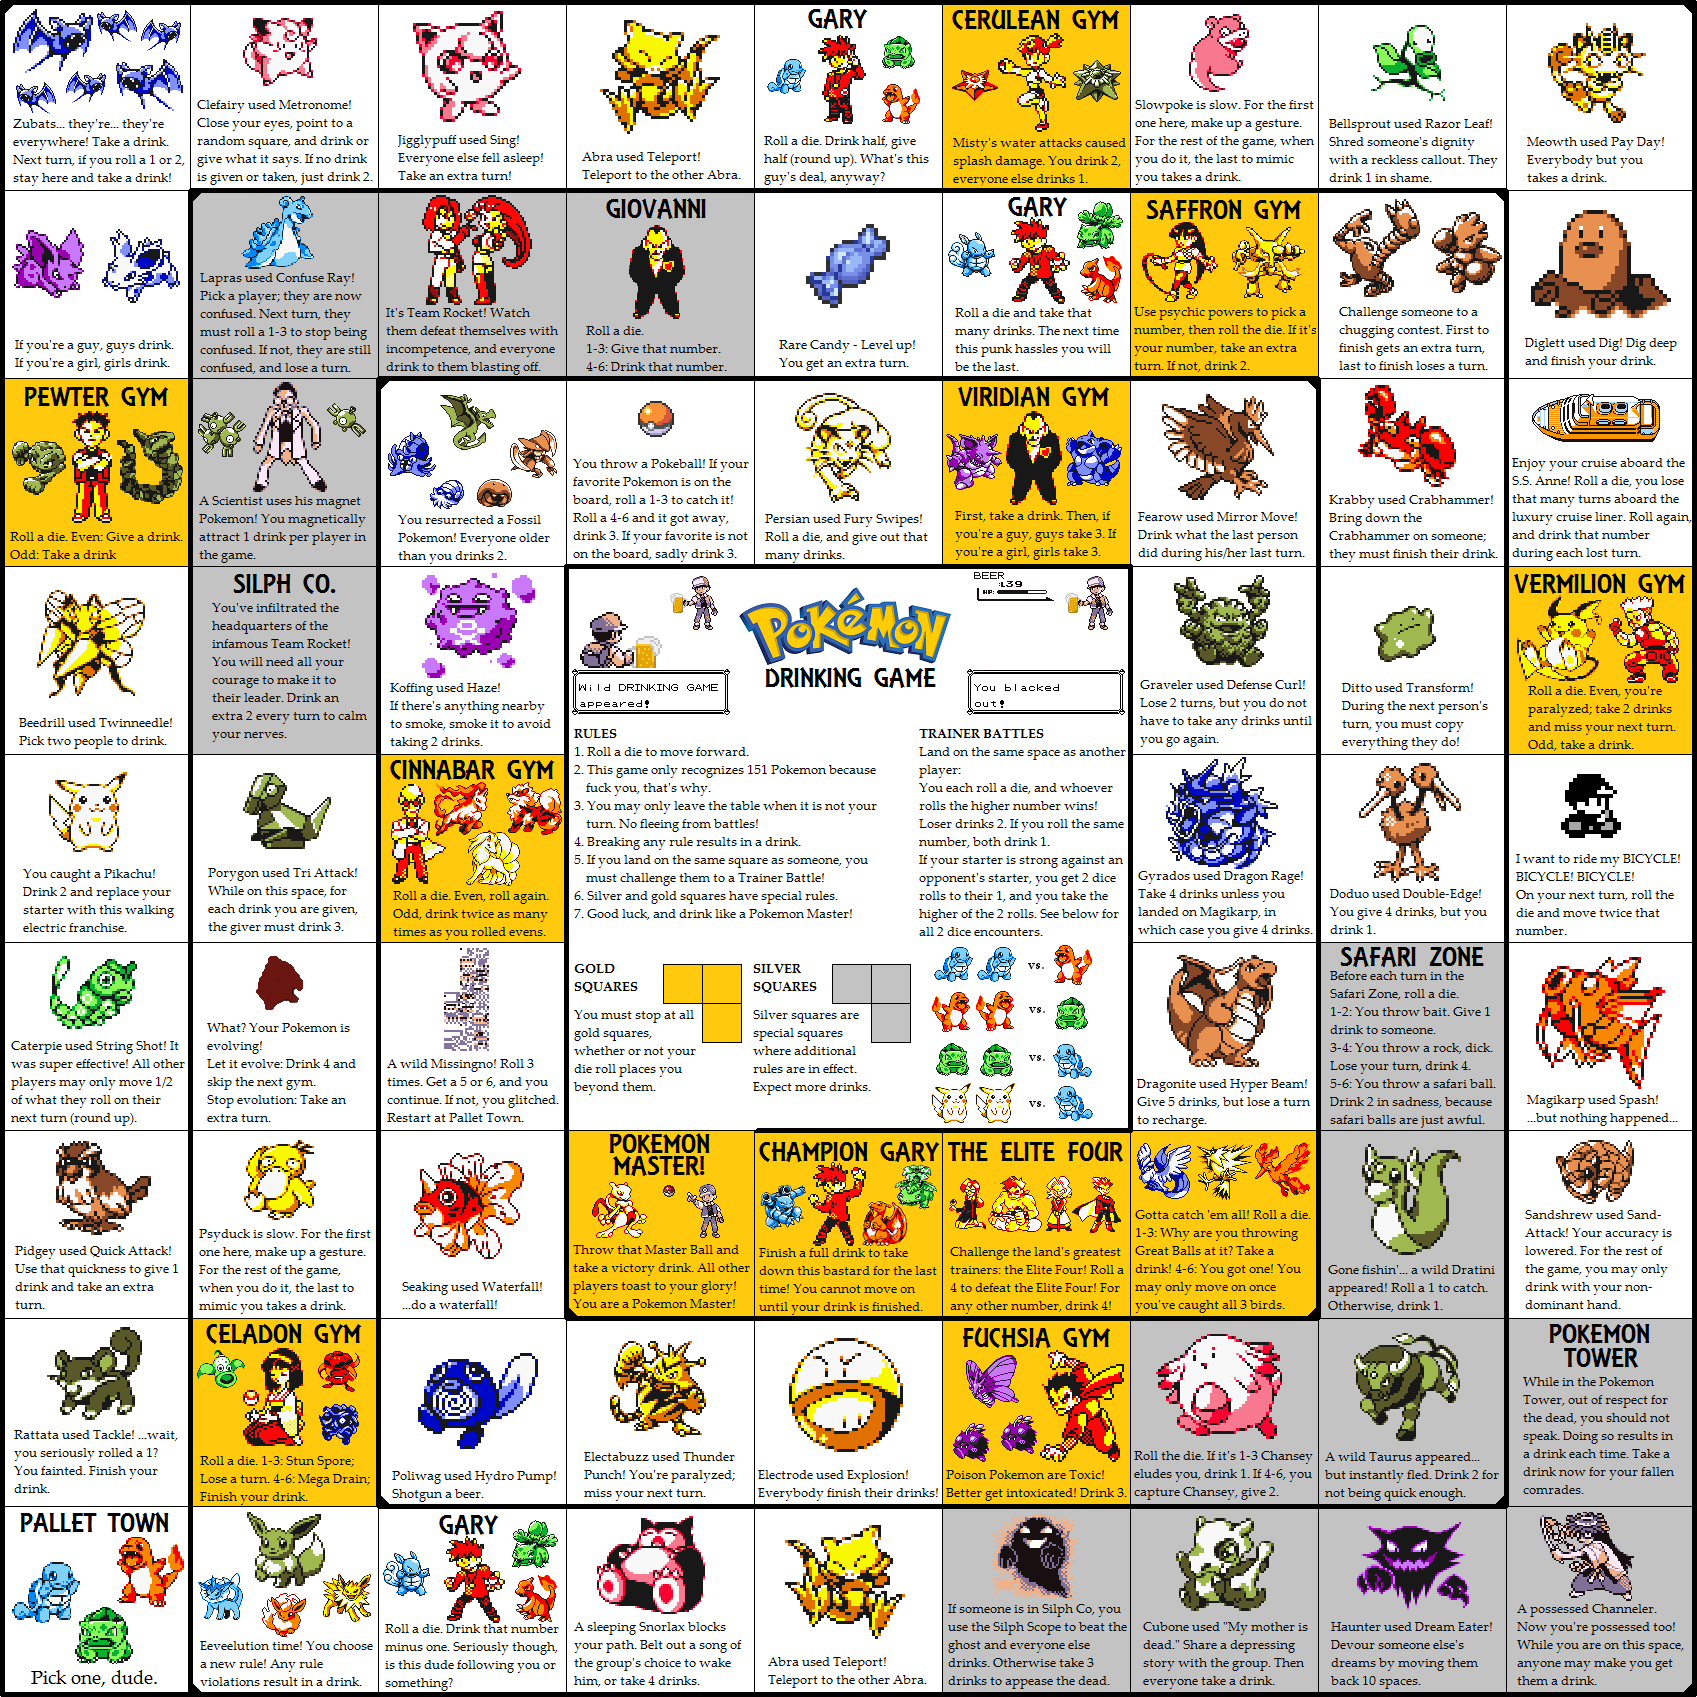 Zubats... they're... they're
everywhere! Take a drink.
Next turn, if you roll a 1 or 2,
stay here and take a drink!
Clefairy used Metronome!
Close your eyes, point to a
random square, and drink or
give what it says. If no drink
is given or taken, just drink 2.
Jigglypuff used Sing!
Everyone else fell asleep!
Take an extra turn!
Abra used Teleport!
Teleport to the other Abra.
GARY
Roll a die. Drink half, give
half (round up). What's this
guy's deal, anyway?
CERULEAN GYM
Misty's water attacks caused
splash damage. You drink 2,
everyone else drinks 1.
Slowpoke is slow. For the first
one here, make up a gesture.
For the rest of the game, when
you do it, the last to mimic
you takes a drink.
Bellsprout used Razor Leaf!
Shred someone's dignity
with a reckless callout. They
drink 1 in shame.
Meowth used Pay Day!
Everybody but you
takes a drink.
If you're a guy, guys drink.
If you're a girl, girls drink.
Lapras used Confuse Ray!
Pick a player; they are now
confused. Next turn, they
must roll a 1-3 to stop being
confused. If not, they are still
confused, and lose a turn.
It's Team Rocket! Watch
them defeat themselves with
incompetence, and everyone
drink to them blasting off.
GIOVANNI
Roll a die.
1-3: Give that number.
4-6: Drink that number.
Rare Candy - Level up!
You get an extra turn.
GARY
Roll a die and take that
many drinks. The next time
this punk hassles you will
be the last.
SAFFRON GYM
Use psychic powers to pick a
number, then roll the die. If it's
your number, take an extra
turn. If not, drink 2.
Challenge someone to a
chugging contest. First to
finish gets an extra turn,
last to finish loses a turn.
Diglett used Dig! Dig deep
and finish your drink.
PEWTER GYM
Roll a die. Even: Give a drink.
Odd: Take a drink
A Scientist uses his magnet
Pokemon! You magnetically
attract 1 drink per player in
the game.
You resurrected a Fossil
Pokemon! Everyone older
than you drinks 2.
You throw a Pokeball! If your
favorite Pokemon is on the
board, roll a 1-3 to catch it!
Roll a 4-6 and it got away,
drink 3. If your favorite is not
on the board, sadly drink 3.
Persian used Fury Swipes!
Roll a die, and give out that
many drinks.
VIRIDIAN GYM
First, take a drink. Then, if
you're a guy, guys take 3. If
you're a girl, girls take 3.
Fearow used Mirror Move!
Drink what the last person
did during his/her last turn.
Krabby used Crabhammer!
Bring down the
Crabhammer on someone;
they must finish their drink.
Enjoy your cruise aboard the
S.S. Anne! Roll a die, you lose
that many turns aboard the
luxury cruise liner. Roll again,
and drink that number
during each lost turn.
Beedrill used Twinneedle!
Pick two people to drink.
SILPH CO.
You've infiltrated the
headquarters of the
infamous Team Rocket!
You will need all your
courage to make it to
their leader. Drink an
extra 2 every turn to calm
your nerves.
Koffing used Haze!
If there's anything nearby
to smoke, smoke it to avoid
taking 2 drinks.
Wild DRINKING GAME
appeared!
POKéMON
DRINKING GAME
BEER
:L39
HP:
You blacked
out!
RULES
1. Roll a die to move forward.
2. This game only recognizes 151 Pokemon because
fuck you, that's why.
3. You may only leave the table when it is not your
turn. No fleeing from battles!
4. Breaking any rule results in a drink.
5. If you land on the same square as someone, you
must challenge them to a Trainer Battle!
6. Silver and gold squares have special rules.
7. Good luck, and drink like a Pokemon Master!
TRAINER BATTLES
Land on the same space as another
player:
You each roll a die, and whoever
rolls the higher number wins!
Loser drinks 2. If you roll the same
number, both drink 1.
If your starter is strong against an
opponent's starter, you get 2 dice
rolls to their 1, and you take the
higher of the 2 rolls. See below for
all 2 dice encounters.
vs.
vs.
vs.
vs.
GOLD
SQUARES
You must stop at all
gold squares,
whether or not your
die roll places you
beyond them.
SILVER
SQUARES
Silver squares are
special squares
where additional
rules are in effect.
Expect more drinks.
Graveler used Defense Curl!
Lose 2 turns, but you do not
have to take any drinks until
you go again.
Ditto used Transform!
During the next person's
turn, you must copy
everything they do!
VERMILION GYM
Roll a die. Even, you're
paralyzed; take 2 drinks
and miss your next turn.
Odd, take a drink.
You caught a Pikachu!
Drink 2 and replace your
starter with this walking
electric franchise.
Porygon used Tri Attack!
While on this space, for
each drink you are given,
the giver must drink 3.
CINNABAR GYM
Roll a die. Even, roll again.
Odd, drink twice as many
times as you rolled evens.
Gyrados used Dragon Rage!
Take 4 drinks unless you
landed on Magikarp, in
which case you give 4 drinks.
Doduo used Double-Edge!
You give 4 drinks, but you
drink 1.
I want to ride my BICYCLE!
BICYCLE! BICYCLE!
On your next turn, roll the
die and move twice that
number.
Caterpie used String Shot! It
was super effective! All other
players may only move 1/2
of what they roll on their
next turn (round up).
What? Your Pokemon is
evolving!
Let it evolve: Drink 4 and
skip the next gym.
Stop evolution: Take an
extra turn.
A wild Missingno! Roll 3
times. Get a 5 or 6, and you
continue. If not, you glitched.
Restart at Pallet Town.
Dragonite used Hyper Beam!
Give 5 drinks, but lose a turn
to recharge.
SAFARI ZONE
Before each turn in the
Safari Zone, roll a die.
1-2: You throw bait. Give 1
drink to someone.
3-4: You throw a rock, dick.
Lose your turn, drink 4.
5-6: You throw a safari ball.
Drink 2 in sadness, because
safari balls are just awful.
Magikarp used Splash!
...but nothing happened...
Pidgey used Quick Attack!
Use that quickness to give 1
drink and take an extra
turn.
Psyduck is slow. For the first
one here, make up a gesture.
For the rest of the game,
when you do it, the last to
mimic you takes a drink.
Seaking used Waterfall!
...do a waterfall!
POKEMON
MASTER!
Throw that Master Ball and
take a victory drink. All other
players toast to your glory!
You are a Pokemon Master!
CHAMPION GARY
Finish a full drink to take
down this bastard for the last
time! You cannot move on
until your drink is finished.
THE ELITE FOUR
Challenge the land's greatest
trainers: the Elite Four! Roll a
4 to defeat the Elite Four! For
any other number, drink 4!
Gotta catch 'em all! Roll a die.
1-3: Why are you throwing
Great Balls at it? Take a
drink! 4-6: You got one! You
may only move on once
you've caught all 3 birds.
Gone fishin'... a wild Dratini
appeared! Roll a 1 to catch.
Otherwise, drink 1.
Sandshrew used Sand-
Attack! Your accuracy is
lowered. For the rest of
the game, you may only
drink with your non-
dominant hand.
Rattata used Tackle! ...wait,
you seriously rolled a 1?
You fainted. Finish your
drink.
CELADON GYM
Roll a die. 1-3: Stun Spore;
Lose a turn. 4-6: Mega Drain;
Finish your drink.
Poliwag used Hydro Pump!
Shotgun a beer.
Electabuzz used Thunder
Punch! You're paralyzed;
miss your next turn.
Electrode used Explosion!
Everybody finish their drinks!
FUCHSIA GYM
Poison Pokemon are Toxic!
Better get intoxicated! Drink 3.
Roll the die. If it's 1-3 Chansey
eludes you, drink 1. If 4-6, you
capture Chansey, give 2.
A wild Taurus appeared...
but instantly fled. Drink 2 for
not being quick enough.
POKEMON
TOWER
While in the Pokemon
Tower, out of respect for
the dead, you should not
speak. Doing so results in
a drink each time. Take a
drink now for your fallen
comrades.
PALLET TOWN
Pick one, dude.
Eeveelution time! You choose
a new rule! Any rule
violations result in a drink.
GARY
Roll a die. Drink that number
minus one. Seriously though,
is this dude following you or
something?
A sleeping Snorlax blocks
your path. Belt out a song of
the group's choice to wake
him, or take 4 drinks.
Abra used Teleport!
Teleport to the other Abra.
If someone is in Silph Co, you
use the Silph Scope to beat the
ghost and everyone else
drinks. Otherwise take 3
drinks to appease the dead.
Cubone used "My mother is
dead." Share a depressing
story with the group. Then
everyone take a drink.
Haunter used Dream Eater!
Devour someone else's
dreams by moving them
back 10 spaces.
A possessed Channeler.
Now you're possessed too!
While you are on this space,
anyone may make you get
them a drink.